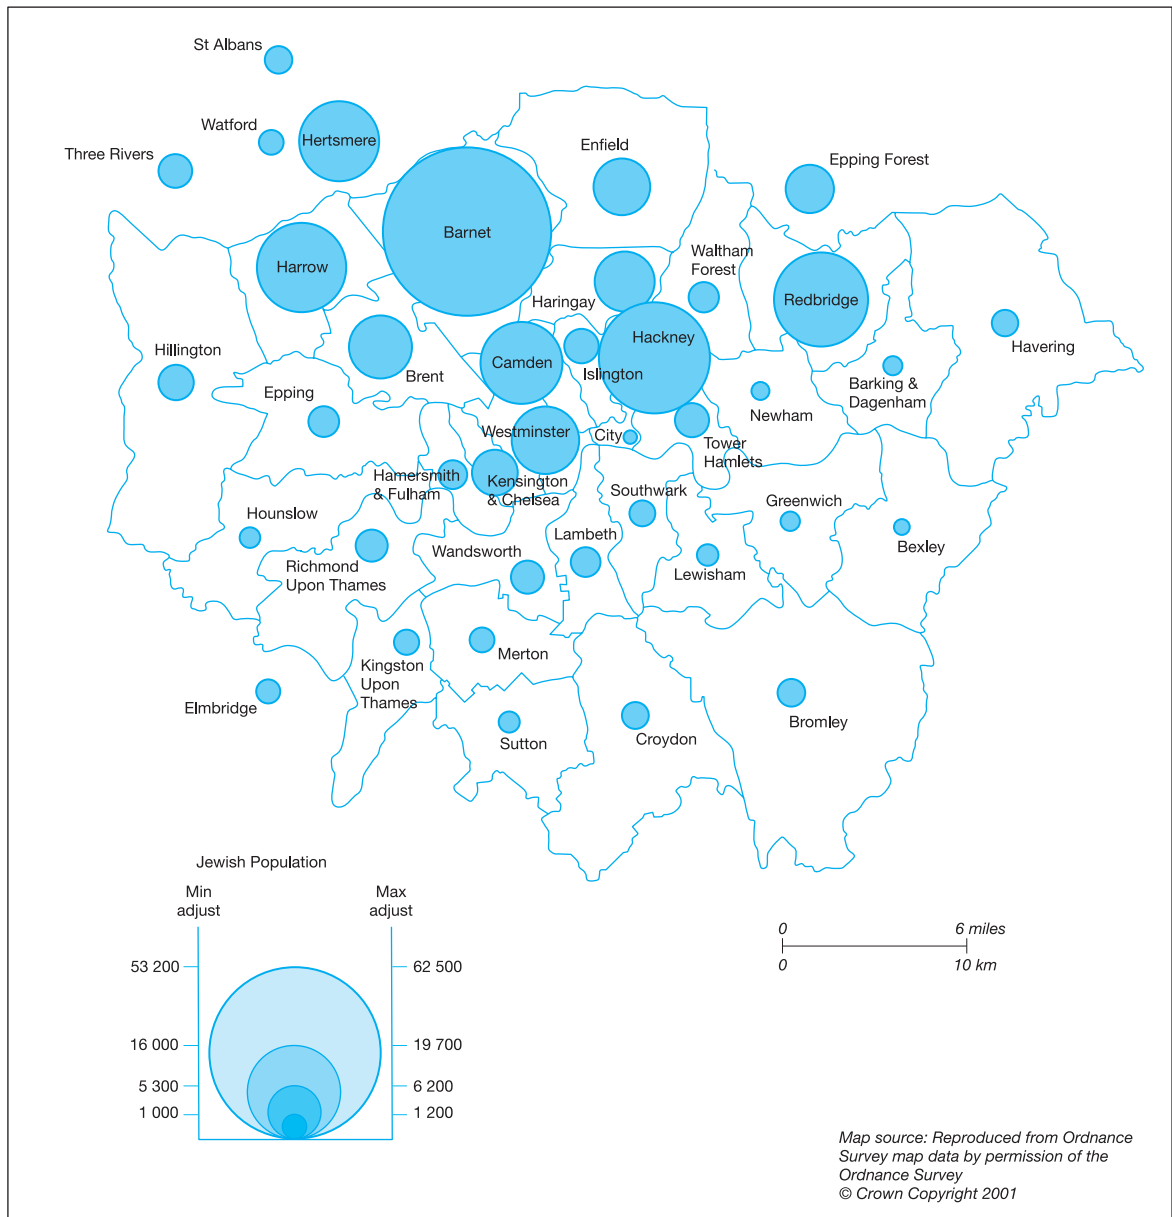 St Albans
Watford
Hertsmere
Three Rivers
Enfield
Epping Forest
Barnet
Harrow
Waltham
Forest
Haringay
Redbridge
Hackney
Hillington
Brent
Camden
Islington
Havering
Barking &
Dagenham
Epping
Newham
Westminster
City
Tower
Hamlets
Hamersmith
& Fulham
Kensington
& Chelsea
Southwark
Greenwich
Hounslow
Richmond
Upon Thames
Wandsworth
Lambeth
Lewisham
Bexley
Kingston
Upon
Thames
Merton
Elmbridge
Sutton
Croydon
Bromley
Jewish Population
Min
adjust
Max
adjust
53 200
62 500
16 000
19 700
5 300
6 200
1 000
1 200
0
6 miles
0
10 km
Map source: Reproduced from Ordnance
Survey map data by permission of the
Ordnance Survey
© Crown Copyright 2001